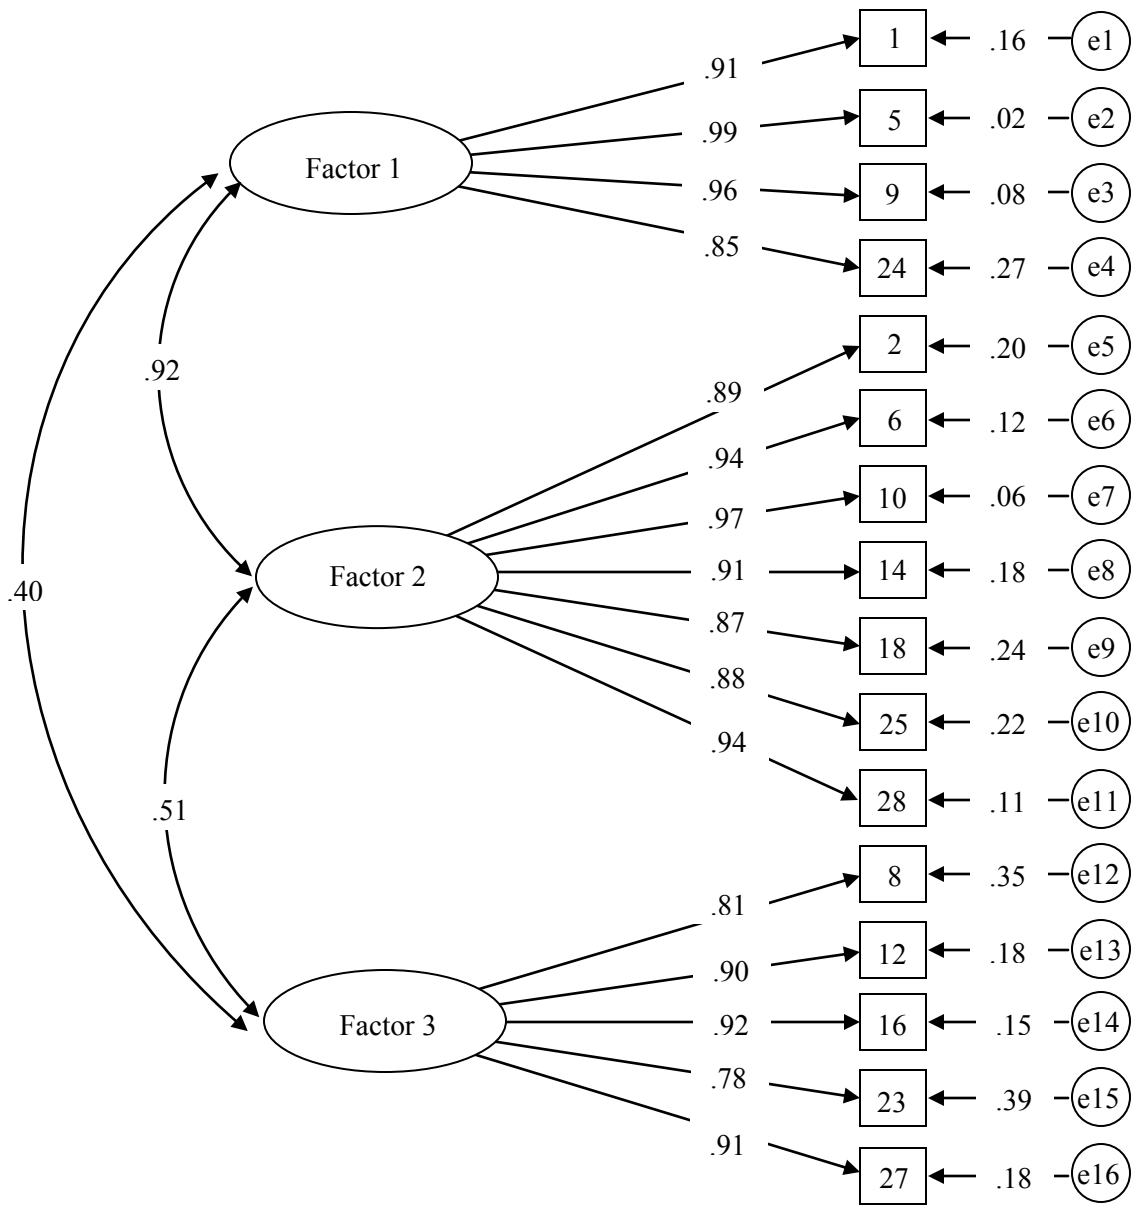 .91 1 .16 e1
.99 5 .02 e2
Factor 1
.96 9 .08 e3
.85 24 .27 e4
.92
2 .20 e5
.89
6 .12 e6
.94
10 .06 e7
.97
Factor 2
.91 14 .18 e8
.40
.87 18 .24 e9
.88 25 .22 e10
.94
28 .11 e11
.51
8 .35 e12
.81
12 .18 e13
.90
Factor 3
.92 16 .15 e14
.78 23 .39 e15
.91
27 .18 e16